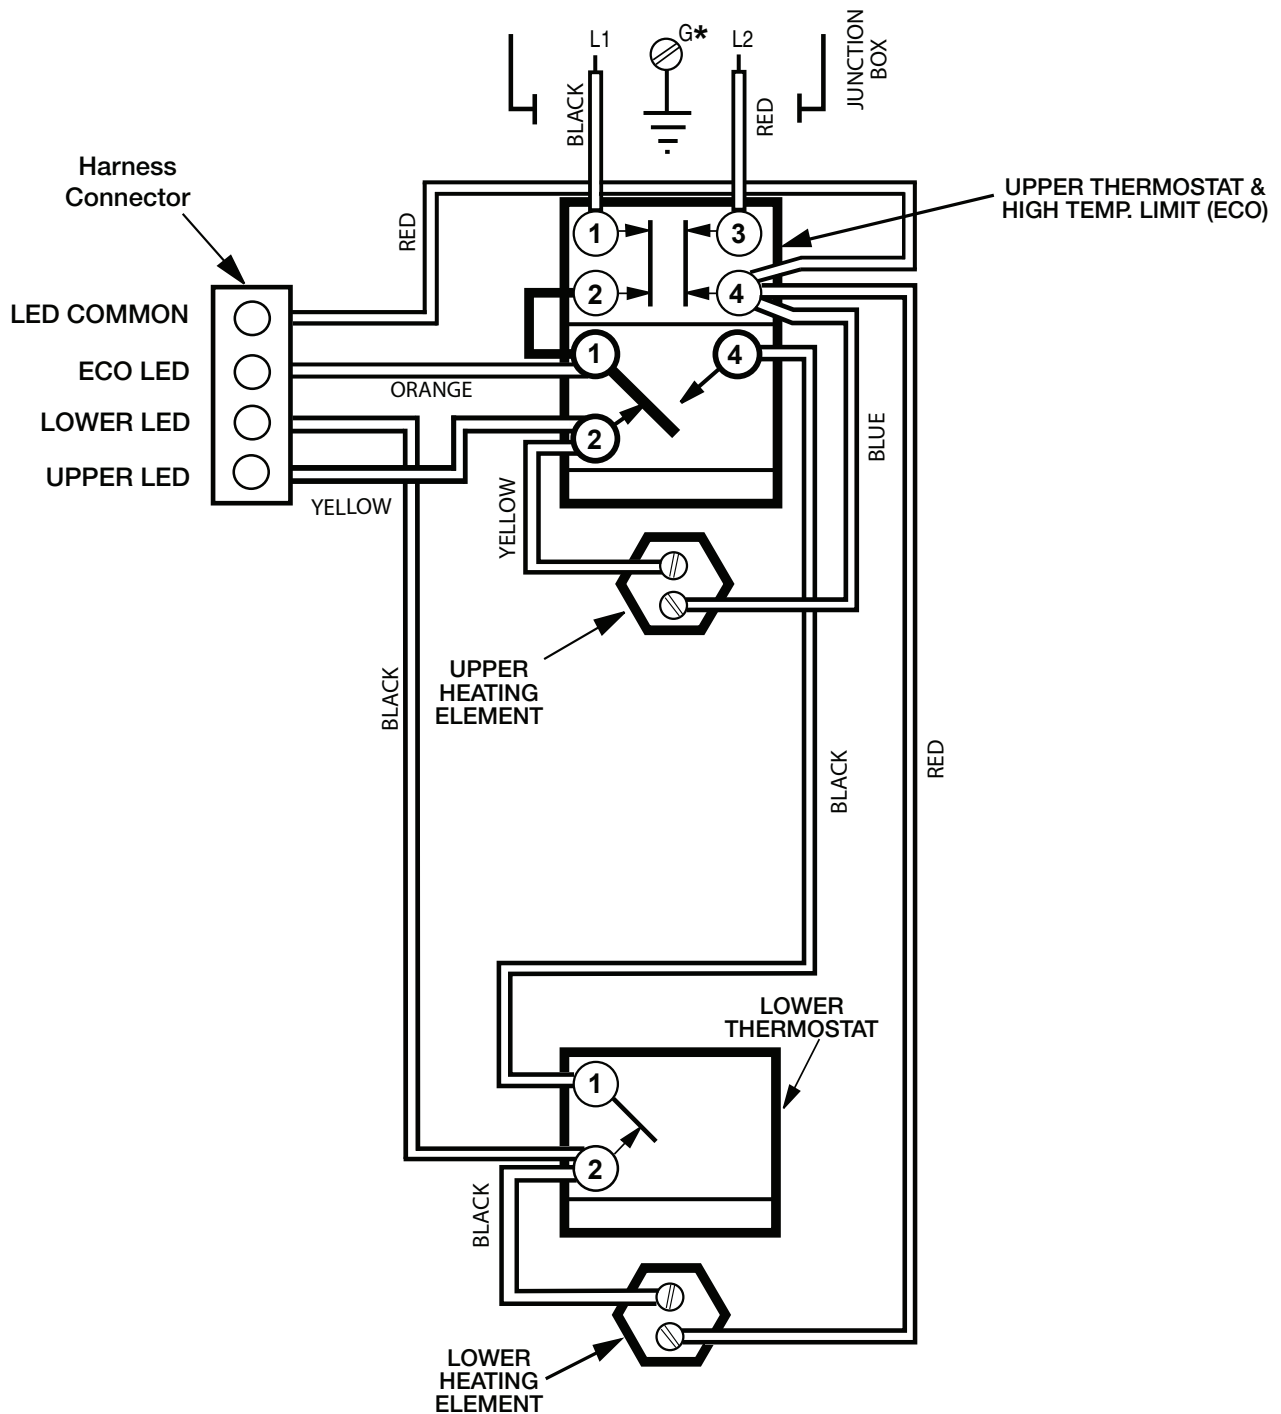 L1
G*
L2
JUNCTION
BOX
BLACK
RED
Harness
Connector
UPPER THERMOSTAT &
HIGH TEMP. LIMIT (ECO)
RED
1
3
2
4
LED COMMON
1
4
ECO LED
ORANGE
LOWER LED
2
BLUE
UPPER LED
YELLOW
YELLOW
UPPER
HEATING
ELEMENT
BLACK
BLACK
RED
LOWER
THERMOSTAT
1
2
BLACK
LOWER
HEATING
ELEMENT